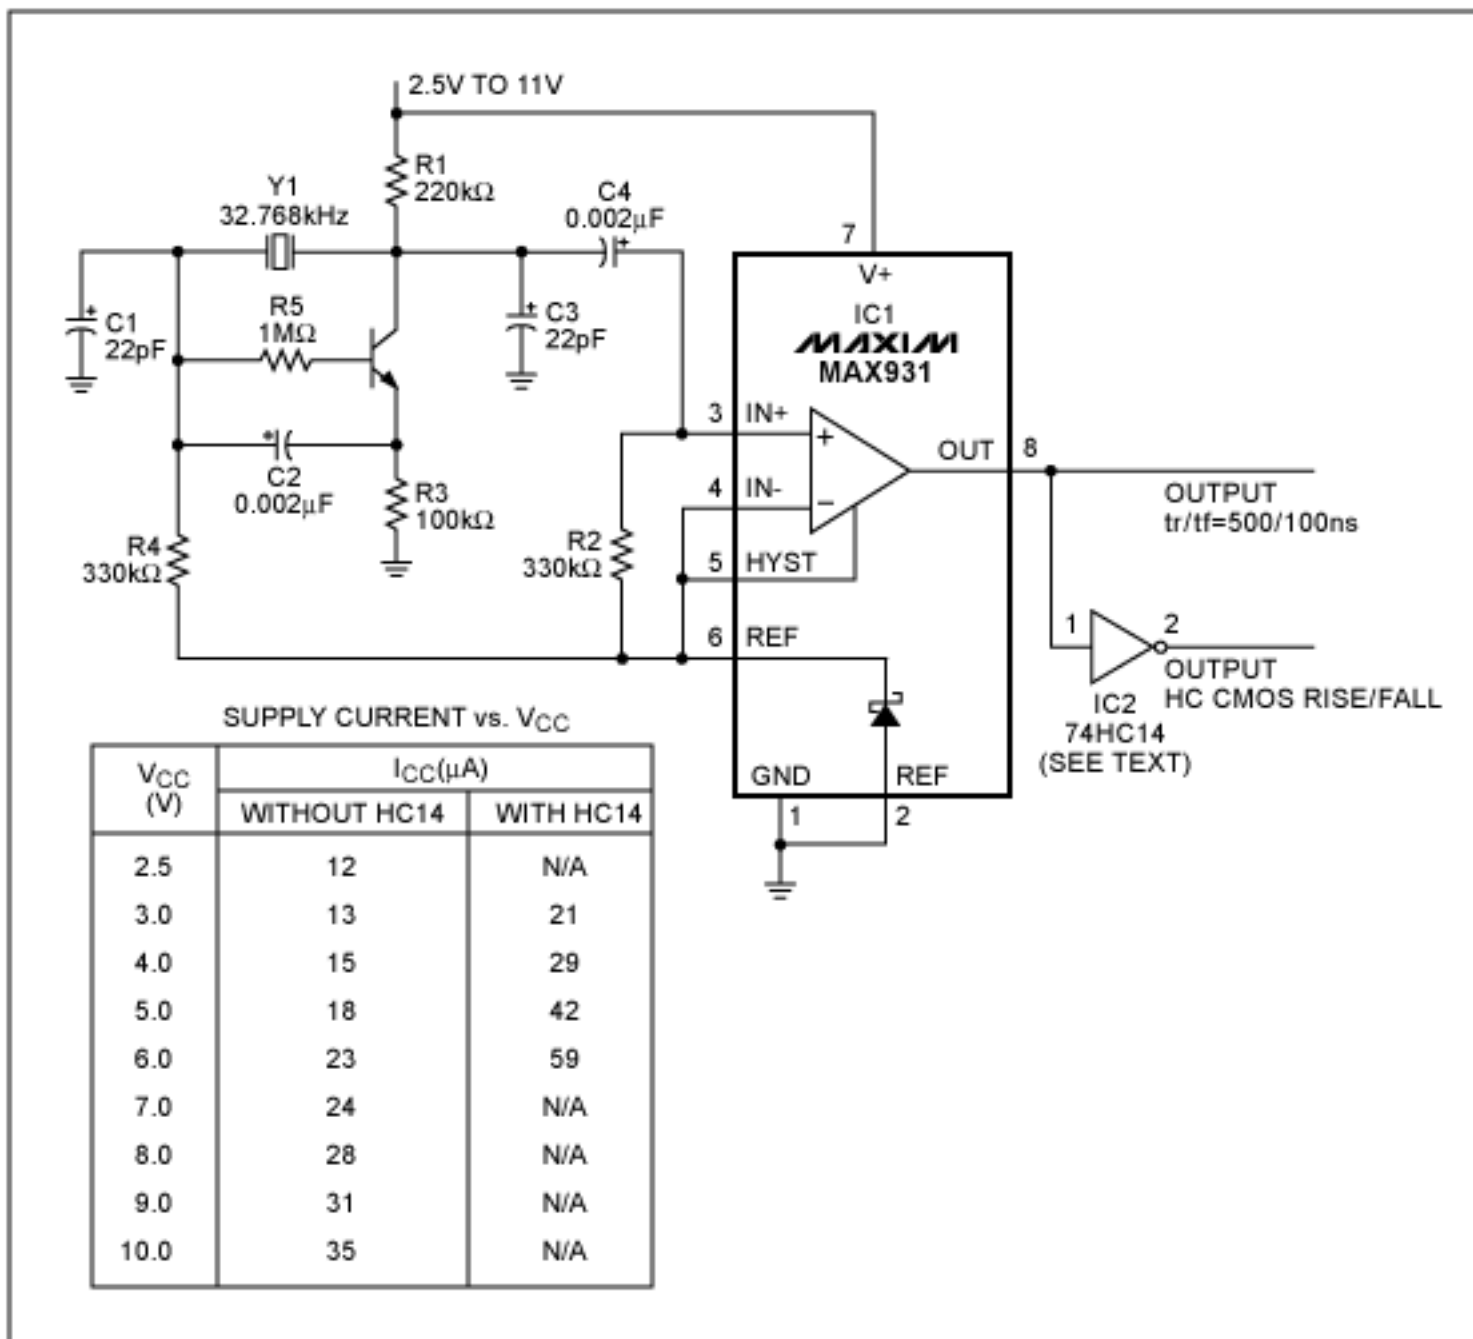 2.5V TO 11V
R1
220kΩ
Y1
32.768kHz
C4
0.002μF
7
V+
IC1
MAXIM
MAX931
R5
1MΩ
C1
22pF
C3
22pF
3
IN+
+
OUT
8
4
IN-
−
OUTPUT
tr/tf=500/100ns
C2
0.002μF
R3
100kΩ
R4
330kΩ
R2
330kΩ
5
HYST
6
REF
1
2
OUTPUT
HC CMOS RISE/FALL
IC2
74HC14
(SEE TEXT)
GND
REF
1
2
SUPPLY CURRENT vs. VCC
VCC
(V)
ICC(μA)
WITHOUT HC14
WITH HC14
2.5 12 N/A
3.0 13 21
4.0 15 29
5.0 18 42
6.0 23 59
7.0 24 N/A
8.0 28 N/A
9.0 31 N/A
10.0 35 N/A